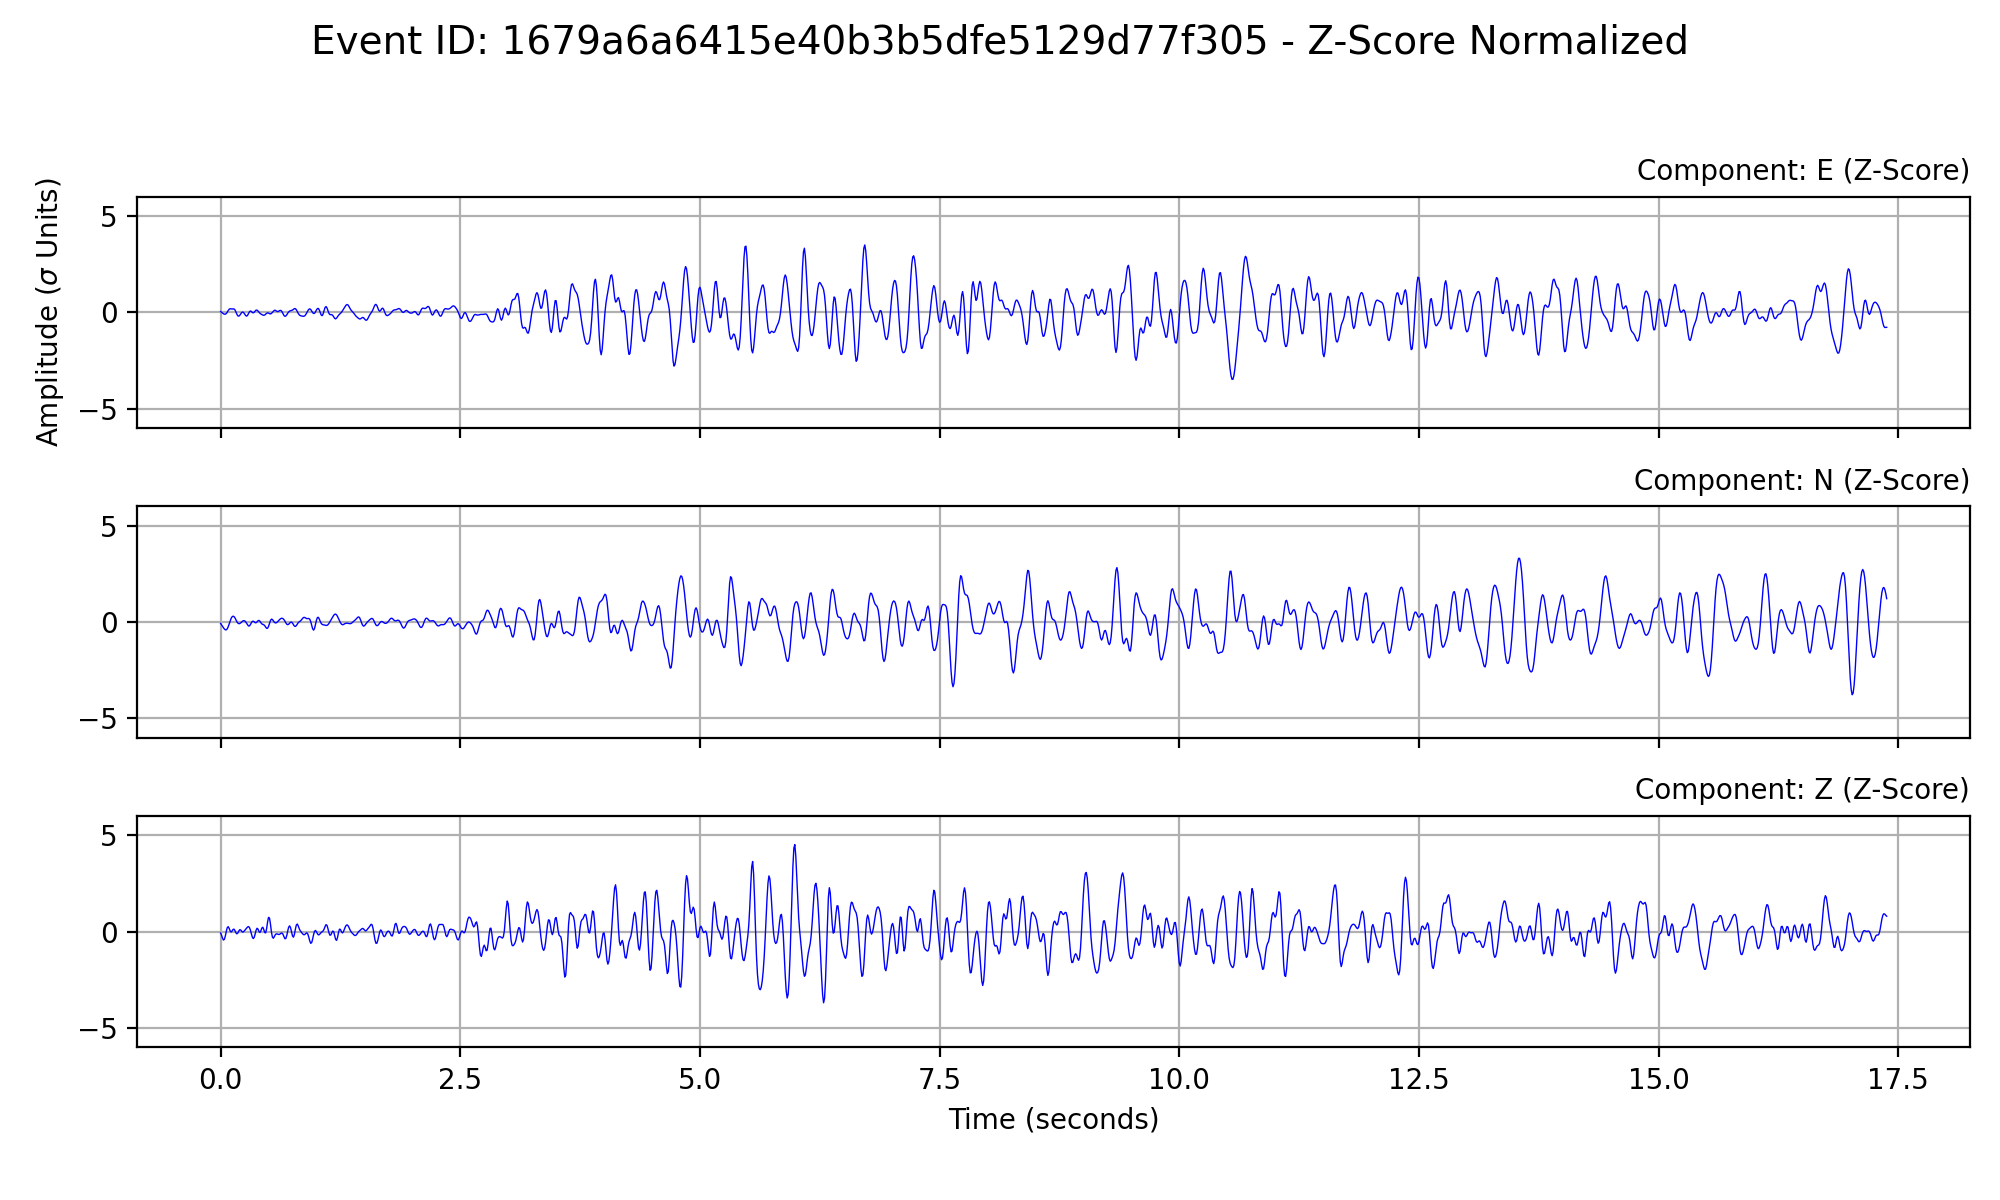 Event ID: 1679a6a6415e40b3b5dfe5129d77f305 - Z-Score Normalized
Component: E (Z-Score)
Amplitude (σ Units)
5
0
−5
Component: N (Z-Score)
5
0
−5
Component: Z (Z-Score)
5
0
−5
0.0 2.5 5.0 7.5 10.0 12.5 15.0 17.5
Time (seconds)